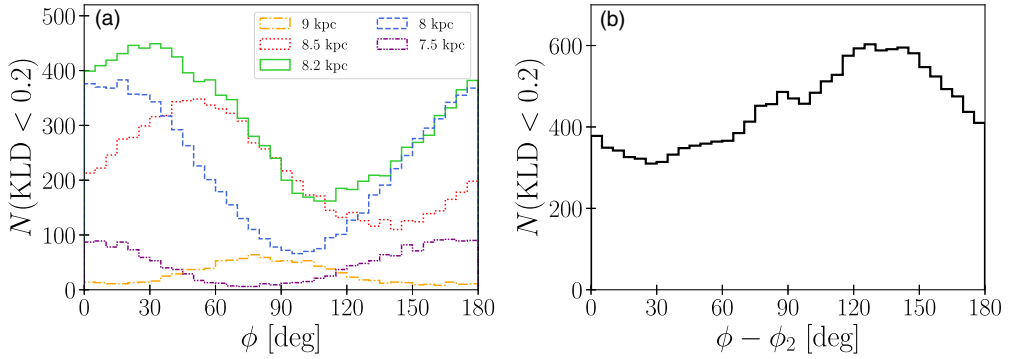 (a)
9 kpc
8.5 kpc
8.2 kpc
8 kpc
7.5 kpc
N(KLD < 0.2)
500
400
300
200
100
0
0 30 60 90 120 150 180
ϕ [deg]
(b)
N(KLD < 0.2)
600
400
200
0
0 30 60 90 120 150 180
ϕ − ϕ₂ [deg]